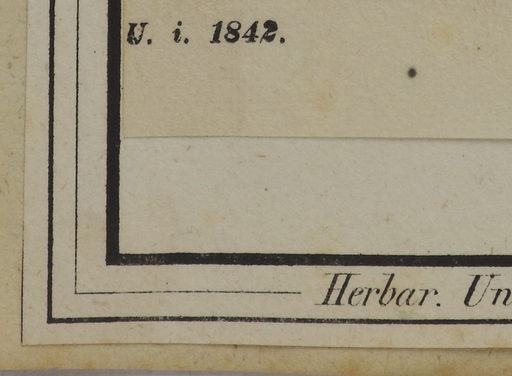 U. i. 1842.
Herbar. Un